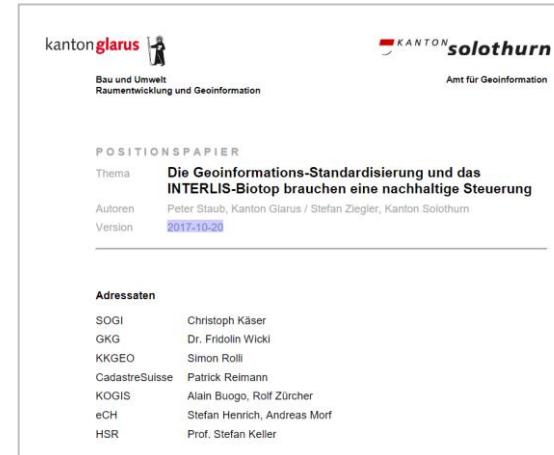 kantonglarus
KANTON solothurn
Bau und Umwelt
Raumentwicklung und Geoinformation
Amt für Geoinformation
POSITIONSPAPIER
Thema Die Geoinformations-Standardisierung und das
INTERLIS-Biotop brauchen eine nachhaltige Steuerung
Autoren Peter Staub, Kanton Glarus / Stefan Ziegler, Kanton Solothurn
Version 2017-10-20
Adressaten
SOGI Christoph Käser
GKG Dr. Fridolin Wicki
KKGEO Simon Rolli
CadastreSuisse Patrick Reimann
KOGIS Alain Buogo, Rolf Zürcher
eCH Stefan Henrich, Andreas Morf
HSR Prof. Stefan Keller